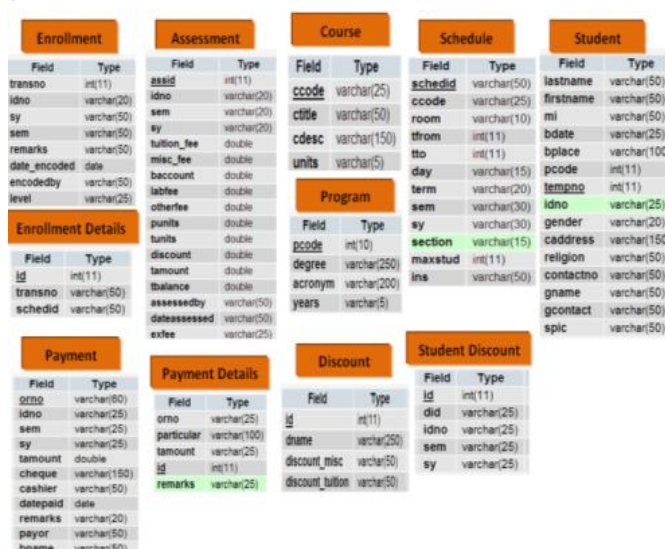 Enrollment
Field Type
transno int(11)
idno varchar(20)
sy varchar(50)
sem varchar(50)
remarks varchar(50)
date_encoded date
encodedby varchar(50)
level varchar(25)
Enrollment Details
Field Type
id int(11)
transno varchar(50)
schedid varchar(50)
Assessment
Field Type
assid int(11)
idno varchar(20)
sem varchar(20)
sy varchar(20)
tuition_fee double
misc_fee double
baccount double
labfee double
otherfee double
punits double
tunits double
discount double
tamount double
tbalance double
assessedby varchar(50)
dateassessed varchar(50)
exfee varchar(25)
Course
Field Type
ccode varchar(25)
ctitle varchar(50)
cdesc varchar(150)
units varchar(5)
Program
Field Type
pcode int(10)
degree varchar(250)
acronym varchar(200)
years varchar(5)
Schedule
Field Type
schedid varchar(50)
ccode varchar(25)
room varchar(10)
tfrom int(11)
tto int(11)
day varchar(15)
term varchar(20)
sem varchar(30)
sy varchar(30)
section varchar(15)
maxstud int(11)
ins varchar(50)
Student
Field Type
lastname varchar(50)
firstname varchar(50)
mi varchar(50)
bdate varchar(25)
bplace varchar(100
pcode int(11)
tempno int(11)
idno varchar(25)
gender varchar(20)
caddress varchar(150
religion varchar(50)
contactno varchar(50)
gname varchar(50)
gcontact varchar(50)
spic varchar(50)
Payment
Field Type
orno varchar(60)
idno varchar(25)
sem varchar(25)
sy varchar(25)
tamount double
cheque varchar(150)
cashier varchar(50)
datepaid date
remarks varchar(20)
payor varchar(50)
bname varchar(50)
Payment Details
Field Type
orno varchar(25)
particular varchar(100)
tamount varchar(25)
id int(11)
remarks varchar(25)
Discount
Field Type
id int(11)
dname varchar(250)
discount_misc varchar(50)
discount_tuition varchar(50)
Student Discount
Field Type
id int(11)
did varchar(25)
idno varchar(25)
sem varchar(25)
sy varchar(25)